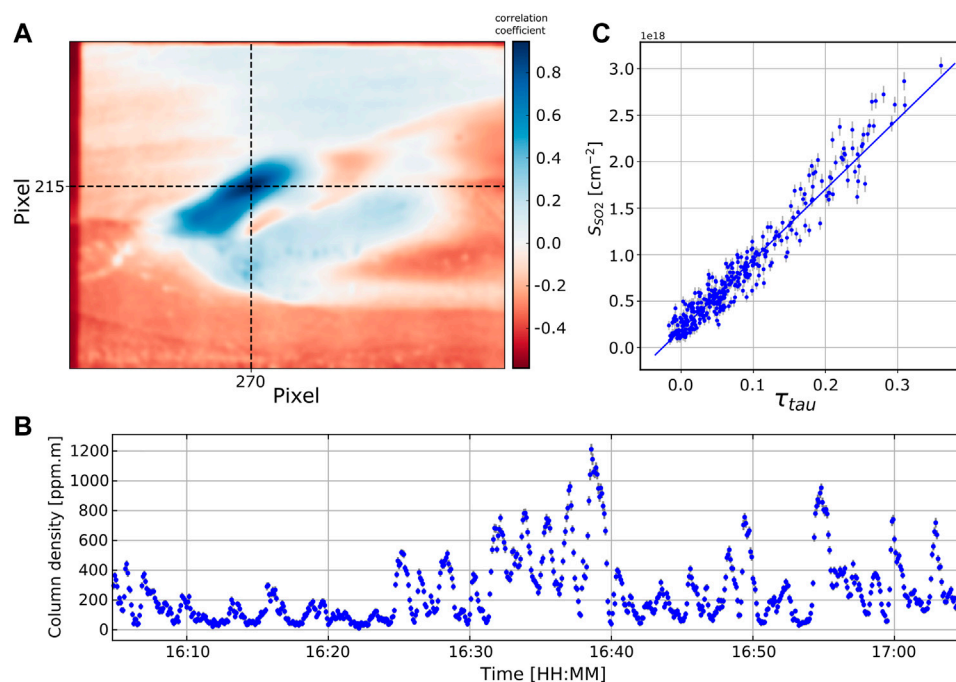 A
correlation
coefficient
0.8
0.6
0.4
0.2
0.0
-0.2
-0.4
215
Pixel
270
Pixel
C
1e18
3.0
2.5
2.0
1.5
1.0
0.5
0.0
S_SO2 [cm⁻²]
0.0 0.1 0.2 0.3
τ_tau
B
1200
1000
800
600
400
200
0
Column density [ppm.m]
16:10 16:20 16:30 16:40 16:50 17:00
Time [HH:MM]